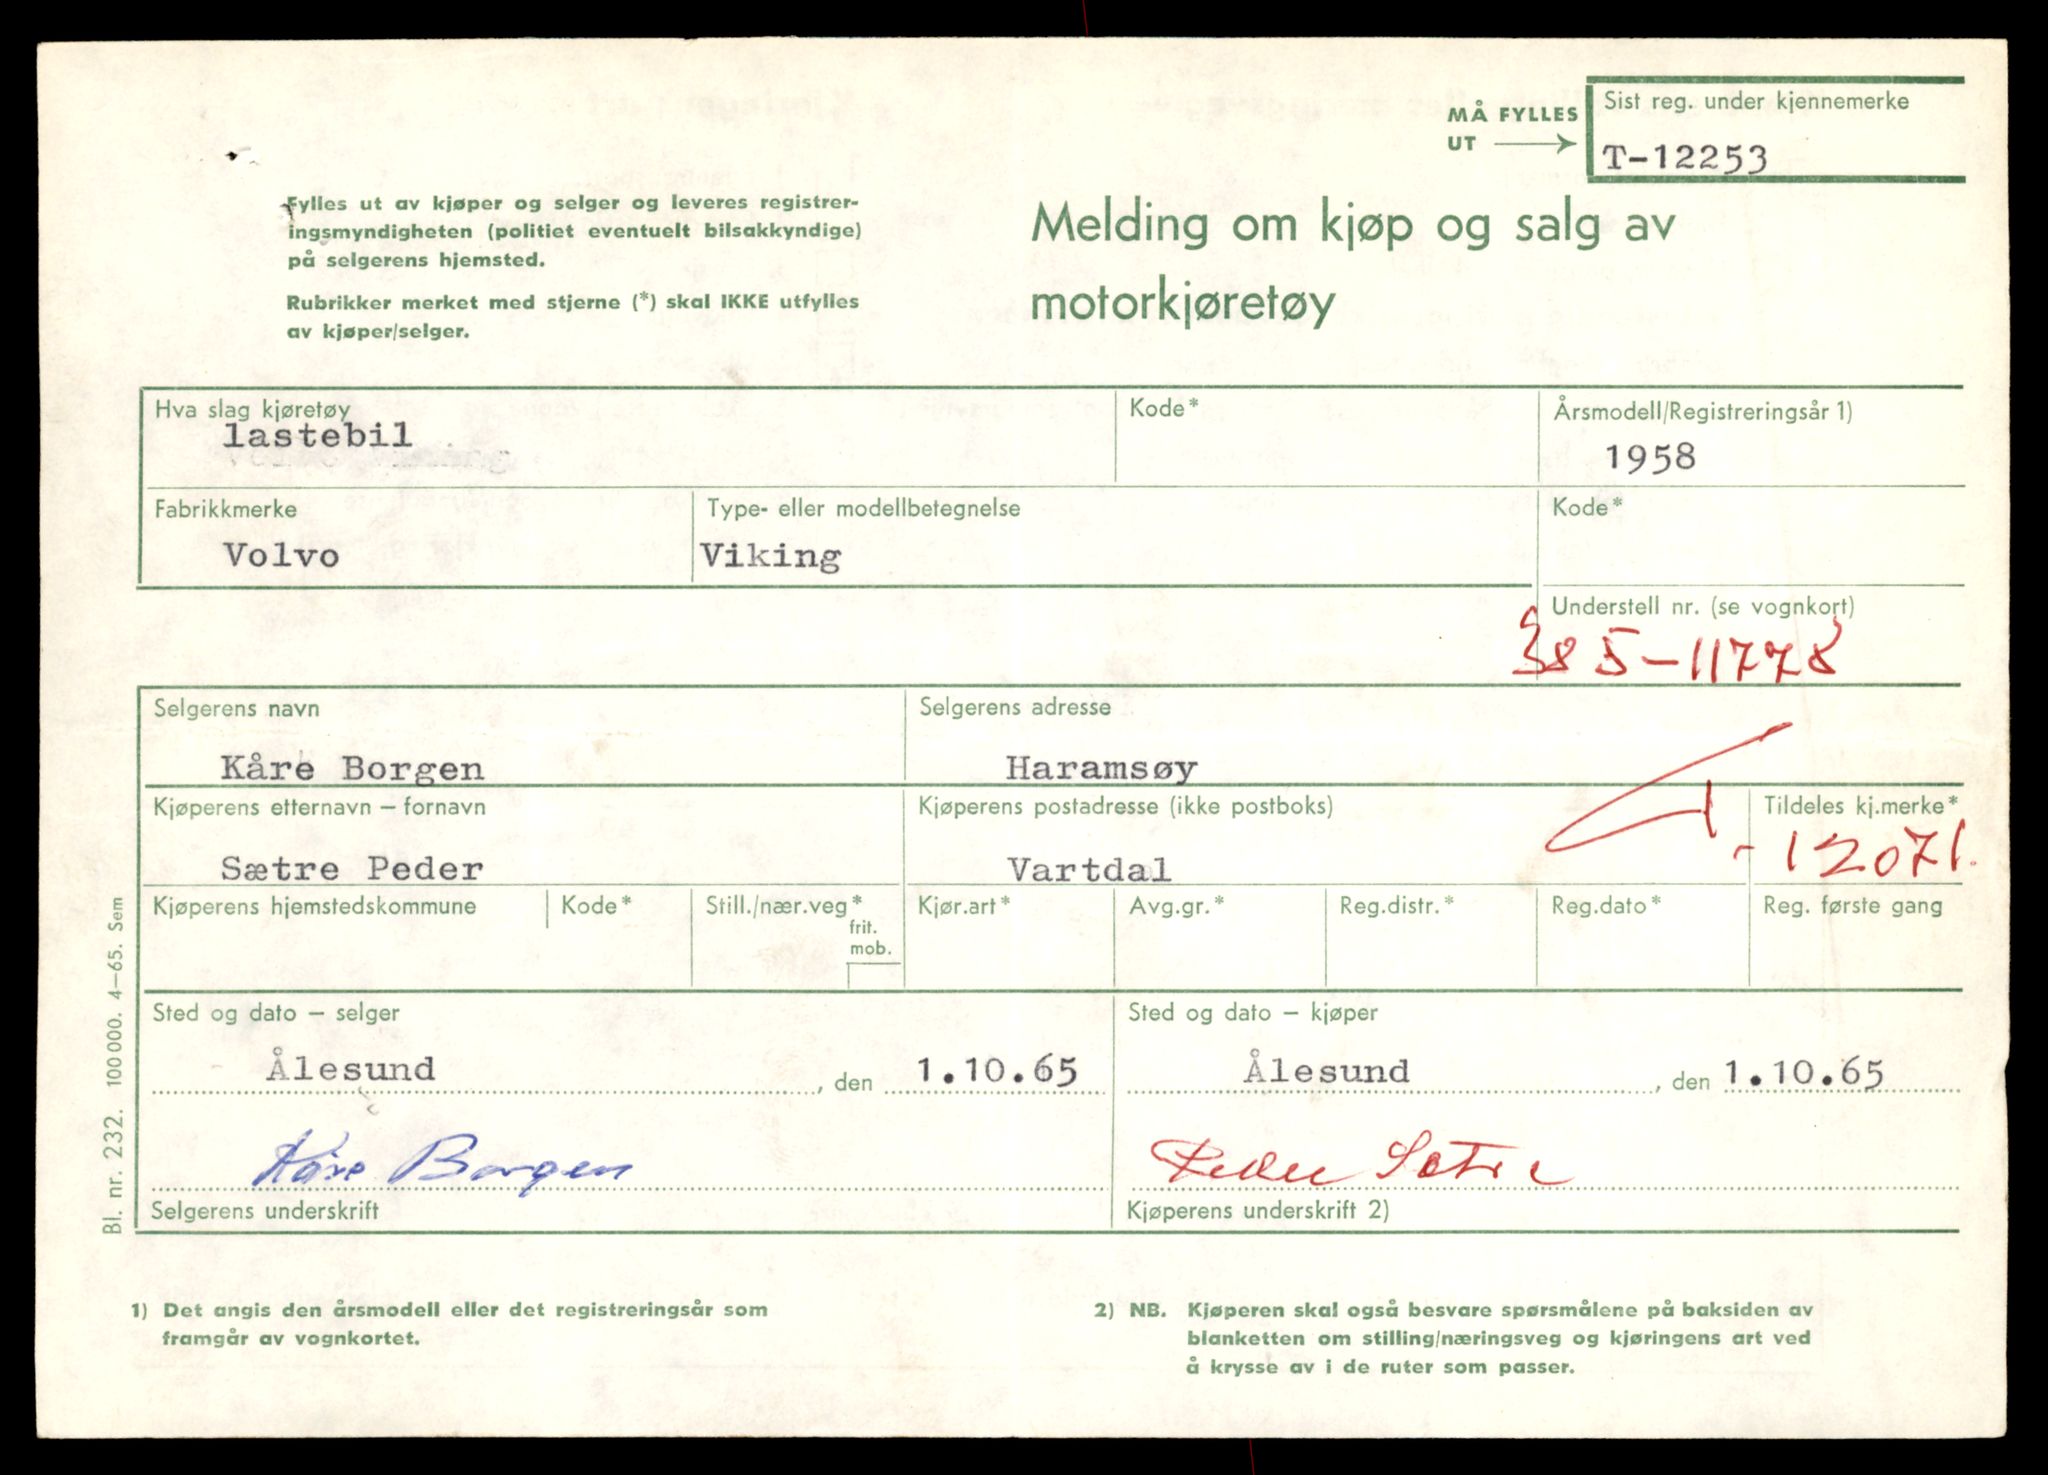 MÅ FYLLES
UT
Sist reg. under kjennemerke
T-12253
Fylles ut av kjøper og selger og leveres registrer-
ingsmyndigheten (politiet eventuelt bilsakkyndige)
på selgerens hjemsted.
Rubrikker merket med stjerne (*) skal IKKE utfylles
av kjøper/selger.
Melding om kjøp og salg av
motorkjøretøy
Hva slag kjøretøy
lastebil
Kode*
Årsmodell/Registreringsår 1)
1958
Fabrikkmerke
Volvo
Type- eller modellbetegnelse
Viking
Kode*
Understell nr. (se vognkort)
385-11778
Selgerens navn
Kåre Borgen
Selgerens adresse
Haramsøy
Kjøperens etternavn – fornavn
Sætre Peder
Kjøperens postadresse (ikke postboks)
Vartdal
Tildeles kj.merke*
T-12071.
Kjøperens hjemstedskommune
Kode*
Still./nær.veg*
frit.
mob.
Kjør.art*
Avg.gr.*
Reg.distr.*
Reg.dato*
Reg. første gang
Sted og dato – selger
Ålesund, den 1.10.65
Kåre Borgen
Selgerens underskrift
Sted og dato – kjøper
Ålesund, den 1.10.65
Peder Sætre
Kjøperens underskrift 2)
Bl. nr. 232. 100 000. 4–65. Sem
1) Det angis den årsmodell eller det registreringsår som
framgår av vognkortet.
2) NB. Kjøperen skal også besvare spørsmålene på baksiden av
blanketten om stilling/næringsveg og kjøringens art ved
å krysse av i de ruter som passer.